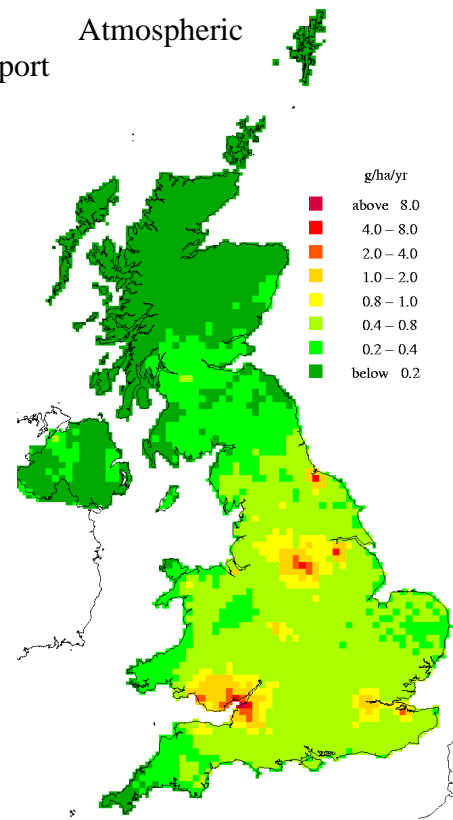 Atmospheric
port
g/ha/yr
above 8.0
4.0 – 8.0
2.0 – 4.0
1.0 – 2.0
0.8 – 1.0
0.4 – 0.8
0.2 – 0.4
below 0.2